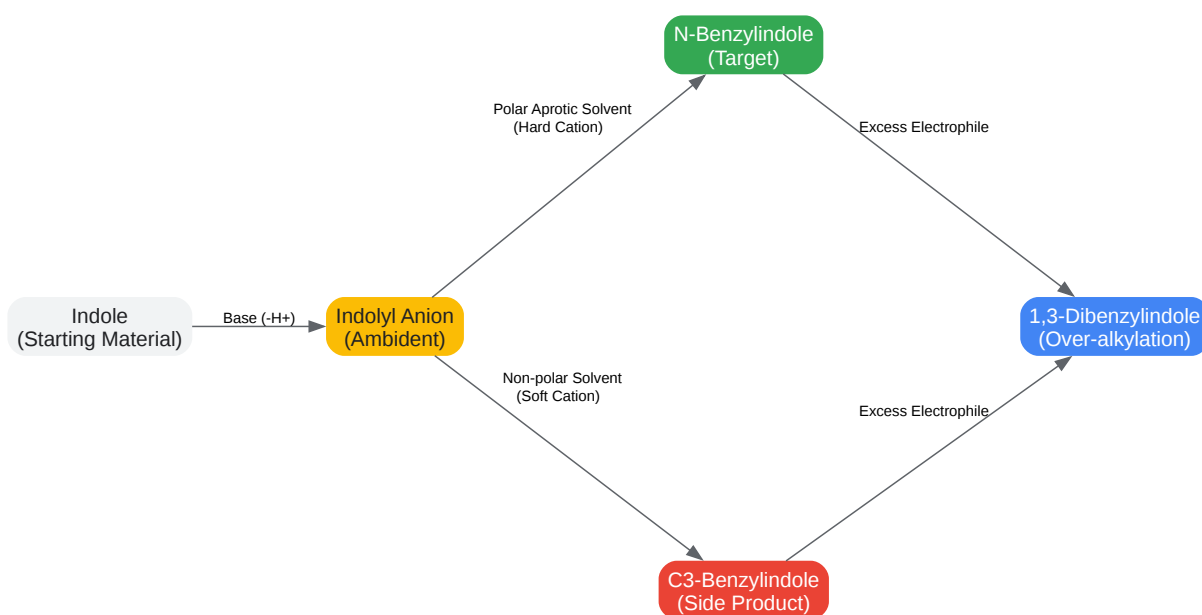 N-Benzylindole
(Target)
Polar Aprotic Solvent
(Hard Cation)
Excess Electrophile
Indole
(Starting Material)
Base (-H+)
Indolyl Anion
(Ambident)
1,3-Dibenzylindole
(Over-alkylation)
Non-polar Solvent
(Soft Cation)
Excess Electrophile
C3-Benzylindole
(Side Product)